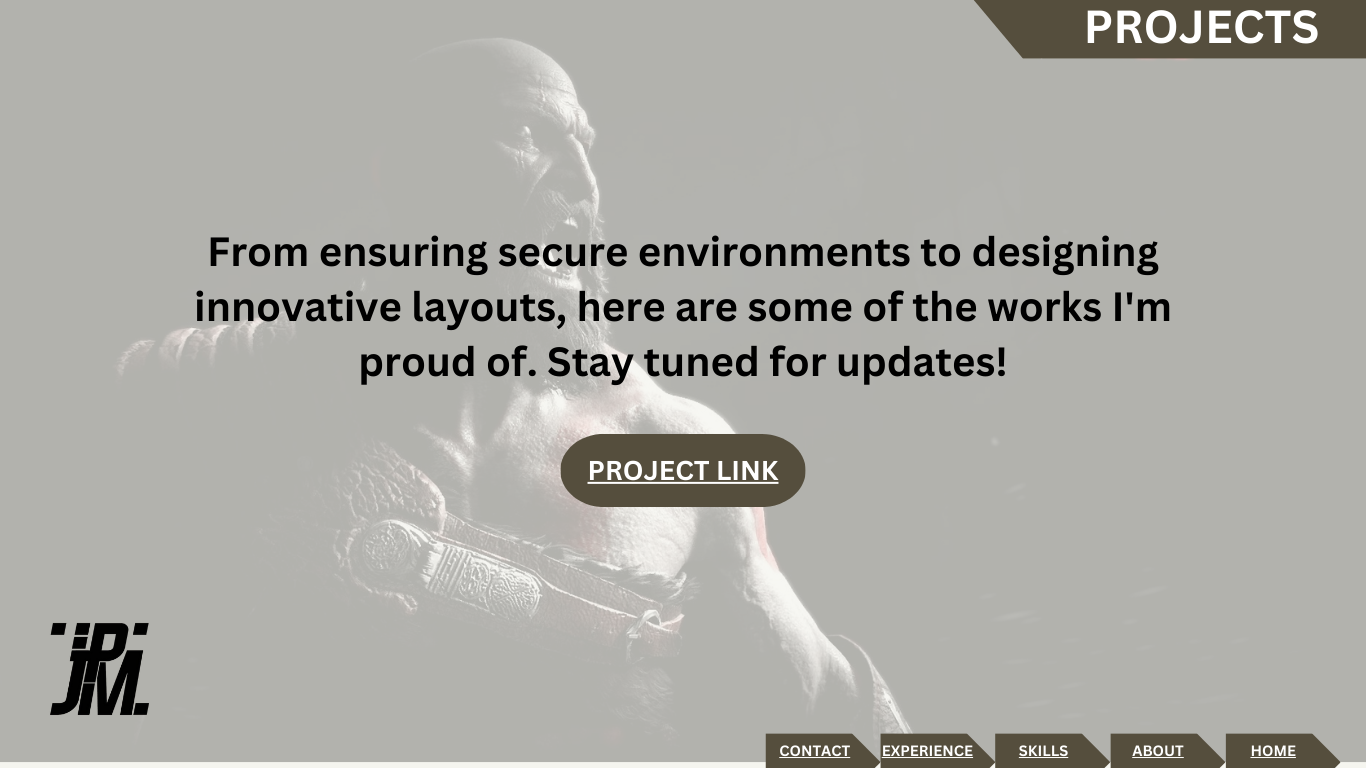 PROJECTS
From ensuring secure environments to designing
innovative layouts, here are some of the works I'm
proud of. Stay tuned for updates!
PROJECT LINK
JPM.
CONTACT
EXPERIENCE
SKILLS
ABOUT
HOME